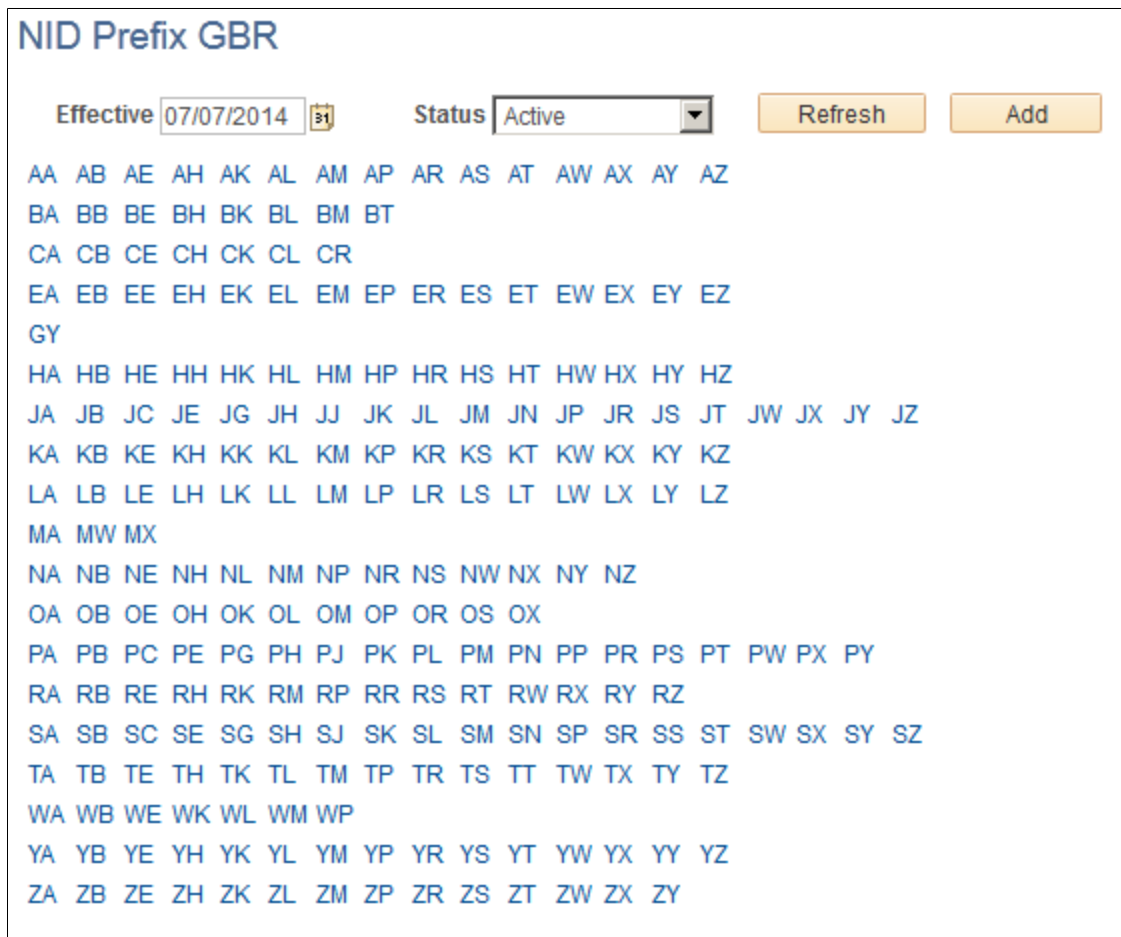 NID Prefix GBR
Effective 07/07/2014 31 Status Active Refresh Add
AA AB AE AH AK AL AM AP AR AS AT AW AX AY AZ
BA BB BE BH BK BL BM BT
CA CB CE CH CK CL CR
EA EB EE EH EK EL EM EP ER ES ET EW EX EY EZ
GY
HA HB HE HH HK HL HM HP HR HS HT HW HX HY HZ
JA JB JC JE JG JH JJ JK JL JM JN JP JR JS JT JW JX JY JZ
KA KB KE KH KK KL KM KP KR KS KT KW KX KY KZ
LA LB LE LH LK LL LM LP LR LS LT LW LX LY LZ
MA MW MX
NA NB NE NH NL NM NP NR NS NW NX NY NZ
OA OB OE OH OK OL OM OP OR OS OX
PA PB PC PE PG PH PJ PK PL PM PN PP PR PS PT PW PX PY
RA RB RE RH RK RM RP RR RS RT RW RX RY RZ
SA SB SC SE SG SH SJ SK SL SM SN SP SR SS ST SW SX SY SZ
TA TB TE TH TK TL TM TP TR TS TT TW TX TY TZ
WA WB WE WK WL WM WP
YA YB YE YH YK YL YM YP YR YS YT YW YX YY YZ
ZA ZB ZE ZH ZK ZL ZM ZP ZR ZS ZT ZW ZX ZY